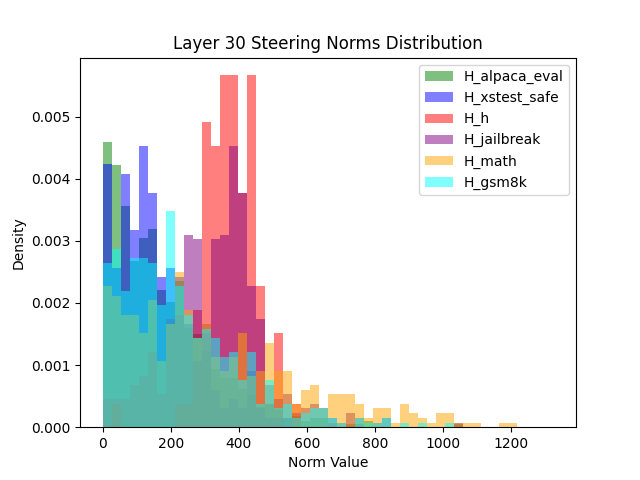 Layer 30 Steering Norms Distribution
H_alpaca_eval
H_xstest_safe
H_h
H_jailbreak
H_math
H_gsm8k
Density
0.005
0.004
0.003
0.002
0.001
0.000
0 200 400 600 800 1000 1200
Norm Value